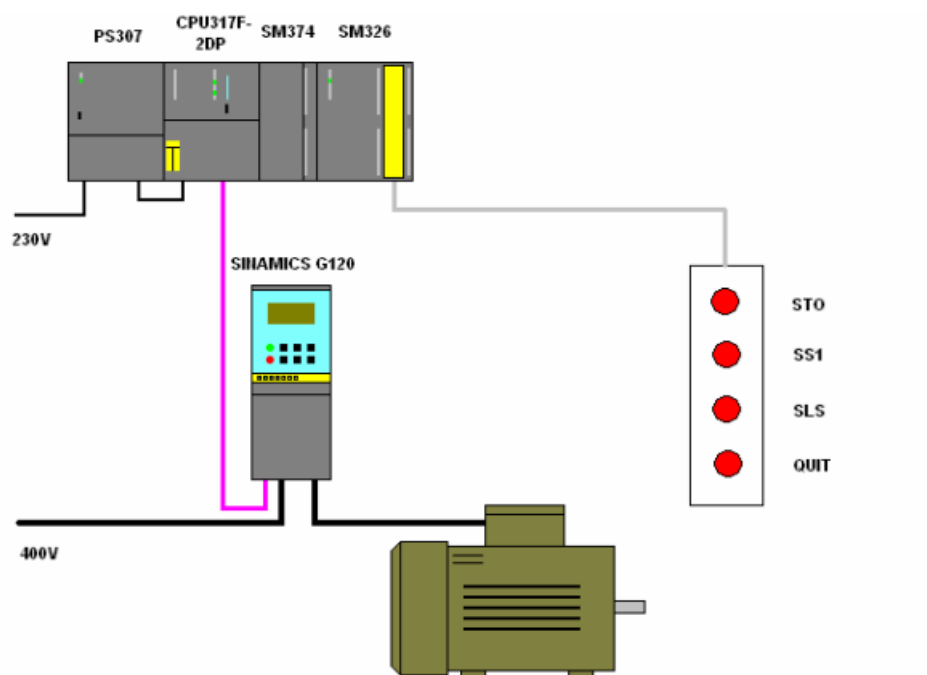 PS307
CPU317F-
2DP
SM374
SM326
230V
SINAMICS G120
STO
SS1
SLS
QUIT
400V